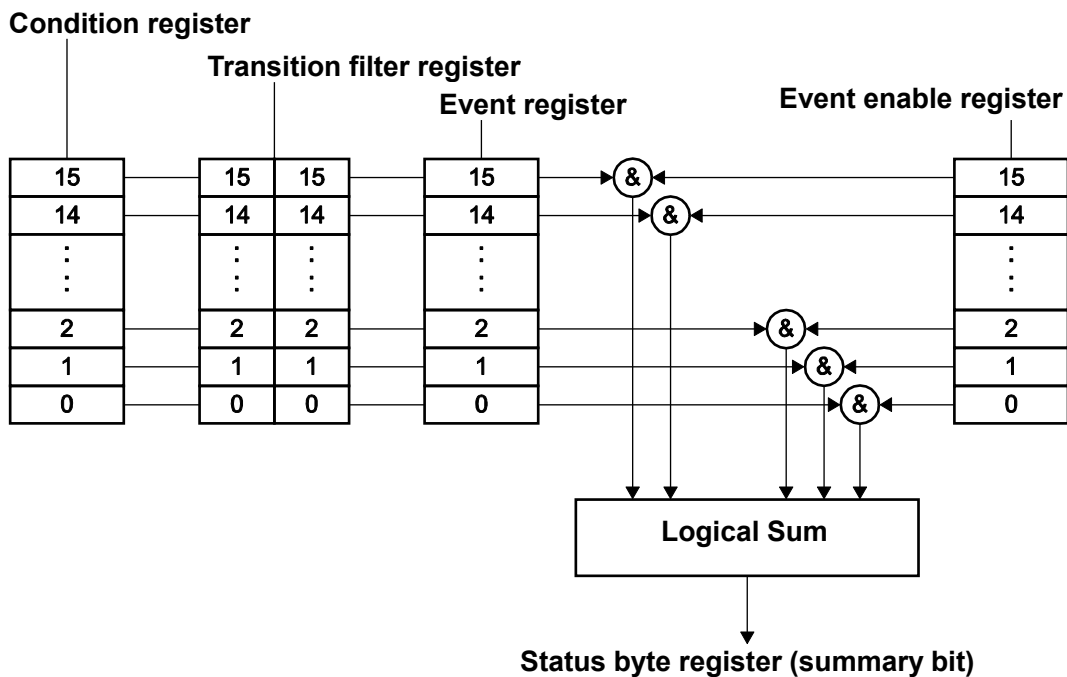 Condition register
Transition filter register
Event register
Event enable register
15 15 15 15 & 15
14 14 14 14 & 14
2 2 2 2 & 2
1 1 1 1 & 1
0 0 0 0 & 0
Logical Sum
Status byte register (summary bit)